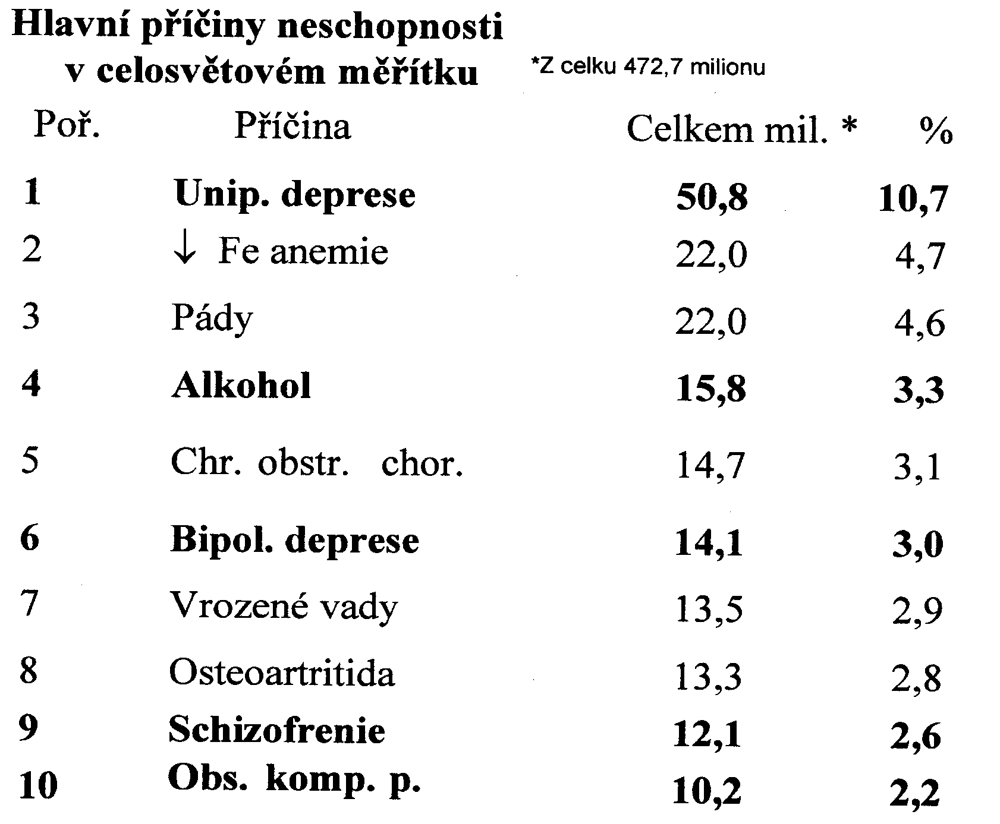 Hlavní příčiny neschopnosti
v celosvětovém měřítku *Z celku 472,7 milionu
Poř. Příčina Celkem mil. * %
1 Unip. deprese 50,8 10,7
2 ↓ Fe anemie 22,0 4,7
3 Pády 22,0 4,6
4 Alkohol 15,8 3,3
5 Chr. obstr. chor. 14,7 3,1
6 Bipol. deprese 14,1 3,0
7 Vrozené vady 13,5 2,9
8 Osteoartritida 13,3 2,8
9 Schizofrenie 12,1 2,6
10 Obs. komp. p. 10,2 2,2